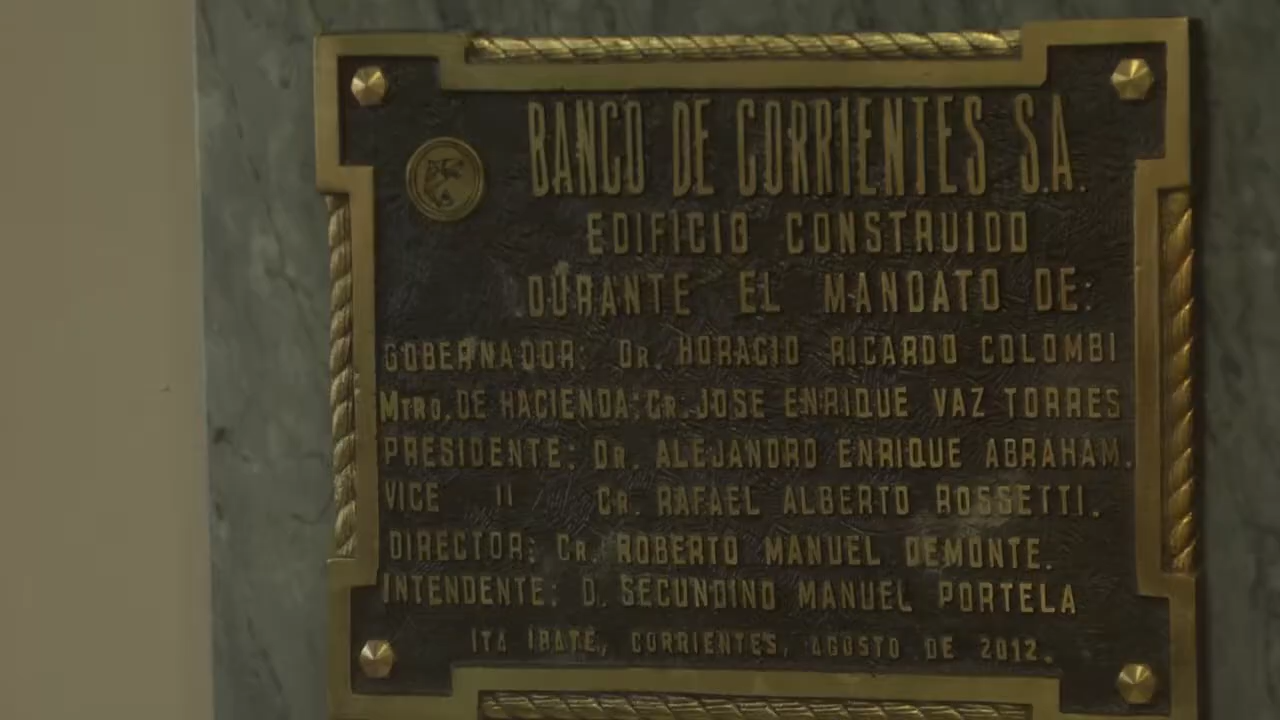 BANCO DE CORRIENTES S.A.
EDIFICIO CONSTRUIDO
DURANTE EL MANDATO DE:
GOBERNADOR: DR. HORACIO RICARDO COLOMBI
MTRO. DE HACIENDA: CR. JOSE ENRIQUE VAZ TORRES
PRESIDENTE: DR. ALEJANDRO ENRIQUE ABRAHAM.
VICE II CR. RAFAEL ALBERTO ROSSETTI.
DIRECTOR: CR. ROBERTO MANUEL DEMONTE.
INTENDENTE: D. SECUNDINO MANUEL PORTELA
ITA IBATE, CORRIENTES, AGOSTO DE 2012.